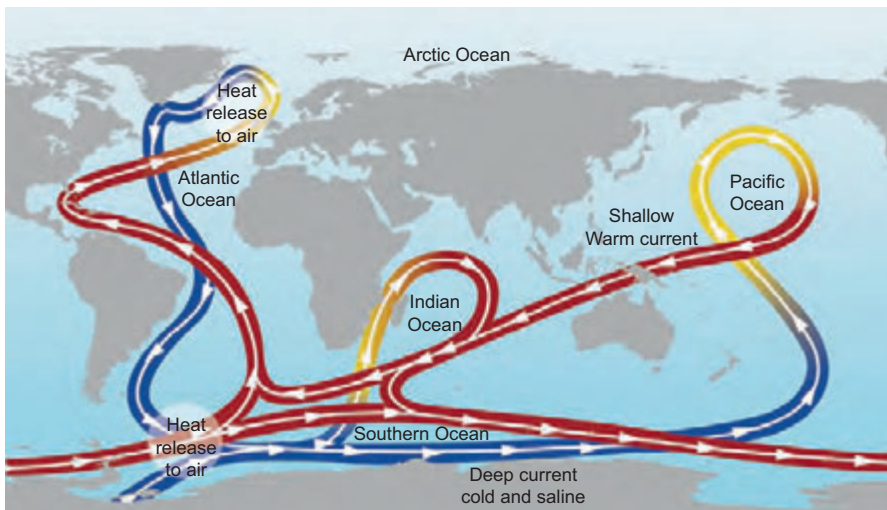 Arctic Ocean
Heat
release
to air
Atlantic
Ocean
Pacific
Ocean
Shallow
Warm current
Indian
Ocean
Heat
release
to air
Southern Ocean
Deep current
cold and saline